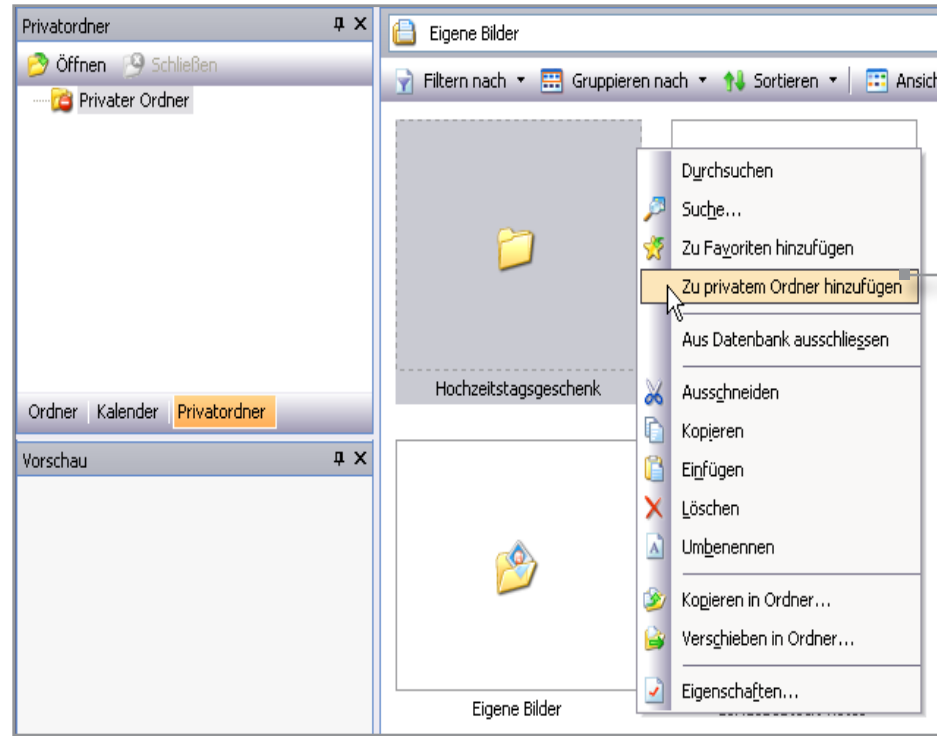 Privatordner
Öffnen Schließen
Privater Ordner
Ordner Kalender Privatordner
Vorschau
Eigene Bilder
Filtern nach Gruppieren nach Sortieren
Hochzeitstagsgeschenk
Eigene Bilder
Durchsuchen
Suche...
Zu Favoriten hinzufügen
Zu privatem Ordner hinzufügen
Aus Datenbank ausschliessen
Ausschneiden
Kopieren
Einfügen
Löschen
Umbenennen
Kopieren in Ordner...
Verschieben in Ordner...
Eigenschaften...